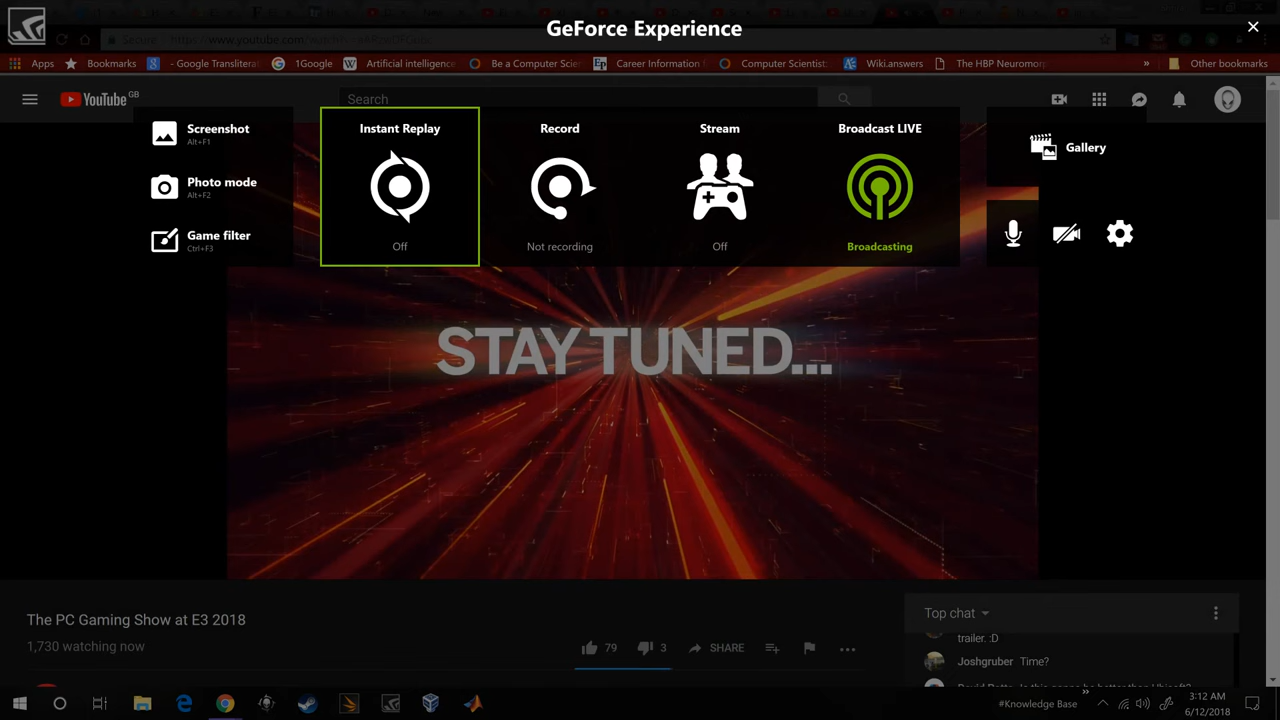 GeForce Experience
Secure
Apps
Bookmarks
- Google Transliterat
1Google
Artificial intelligence
Be a Computer Scien
Career Information
Computer Scientist
Wiki.answers
The HBP Neuromorp
»
Other bookmarks
YouTube GB
Search
Screenshot
Alt+F1
Photo mode
Alt+F2
Game filter
Ctrl+F3
Instant Replay
Off
Record
Not recording
Stream
Off
Broadcast LIVE
Broadcasting
Gallery
STAY TUNED...
The PC Gaming Show at E3 2018
1,730 watching now
79
3
SHARE
Top chat
trailer. :D
Joshgruber Time?
#Knowledge Base
»
3:12 AM
6/12/2018